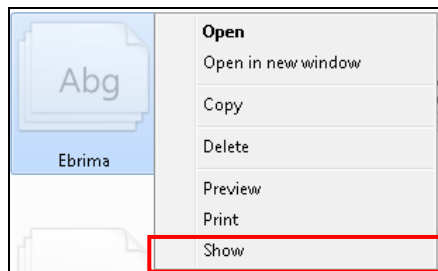 Abg
Ebrima
Open
Open in new window
Copy
Delete
Preview
Print
Show